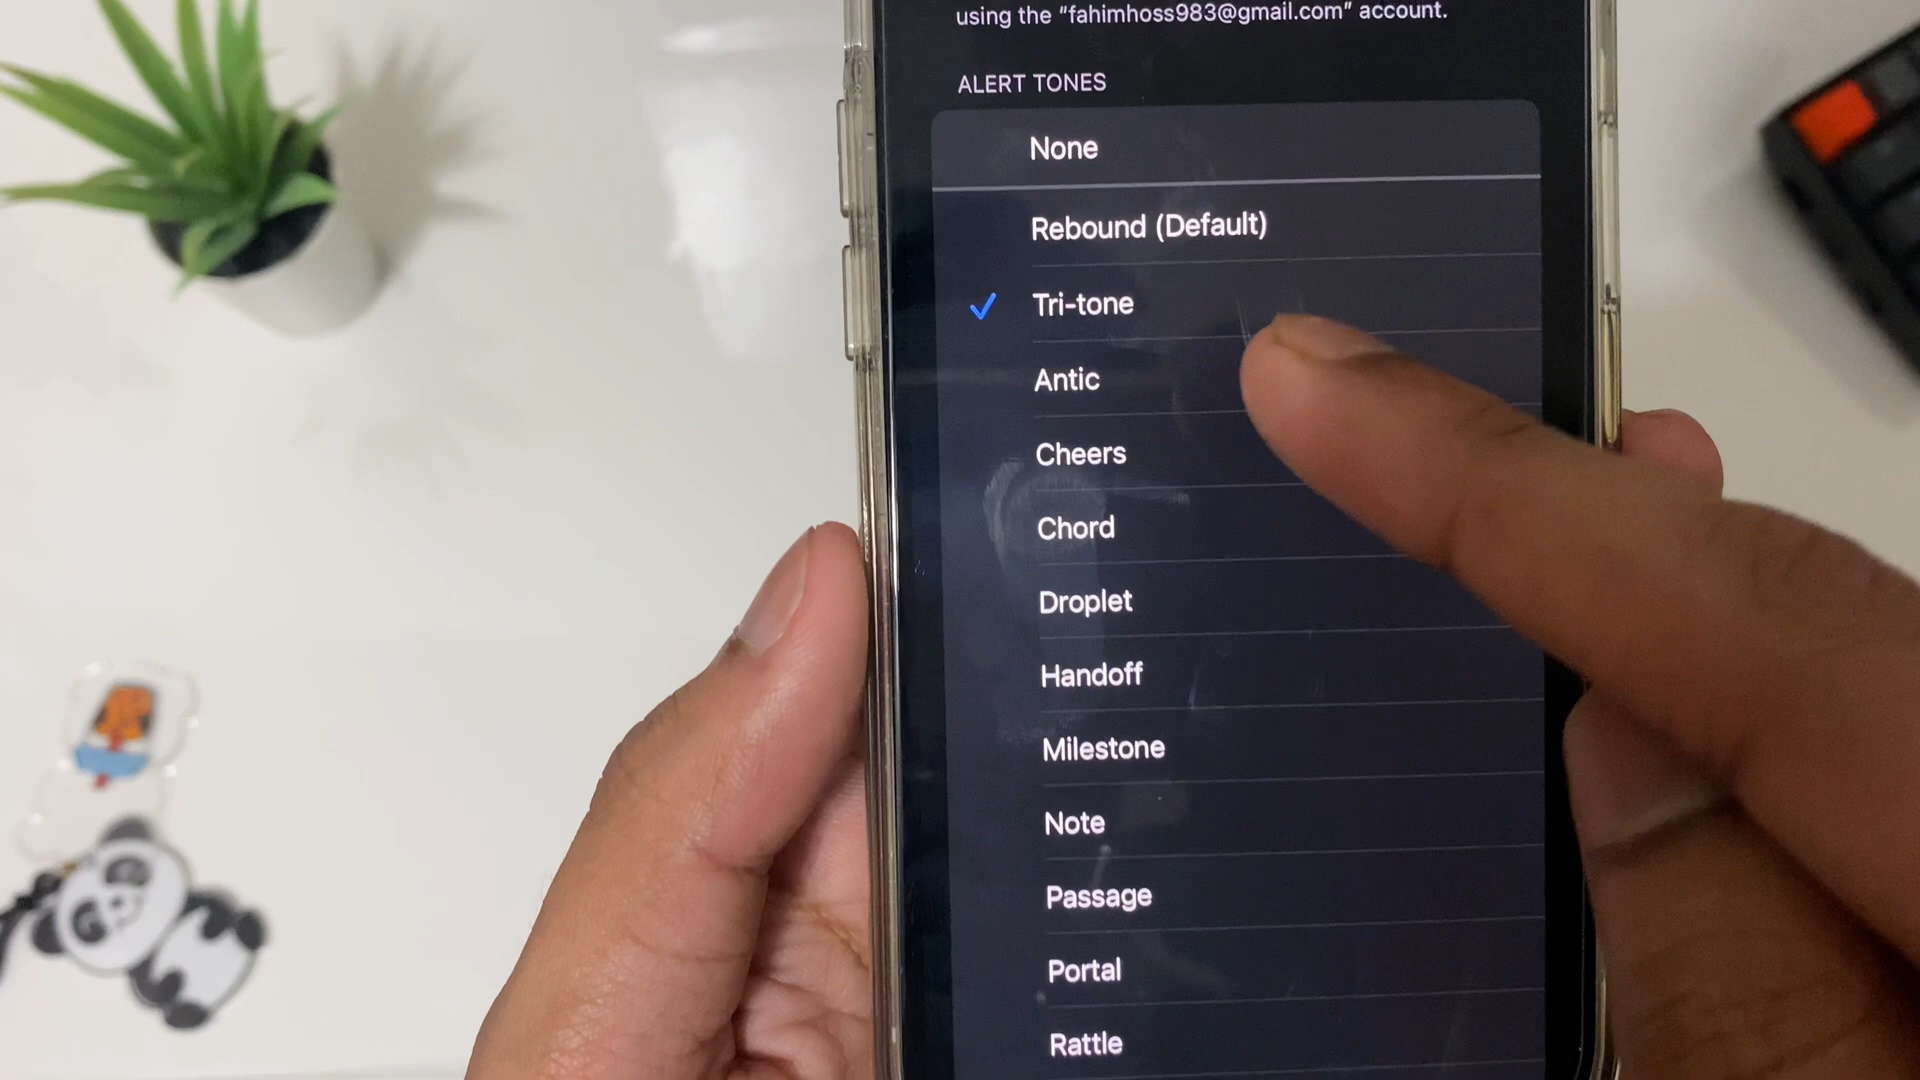 using the "fahimhoss983@gmail.com" account.
ALERT TONES
None
Rebound (Default)
Tri-tone
Antic
Cheers
Chord
Droplet
Handoff
Milestone
Note
Passage
Portal
Rattle